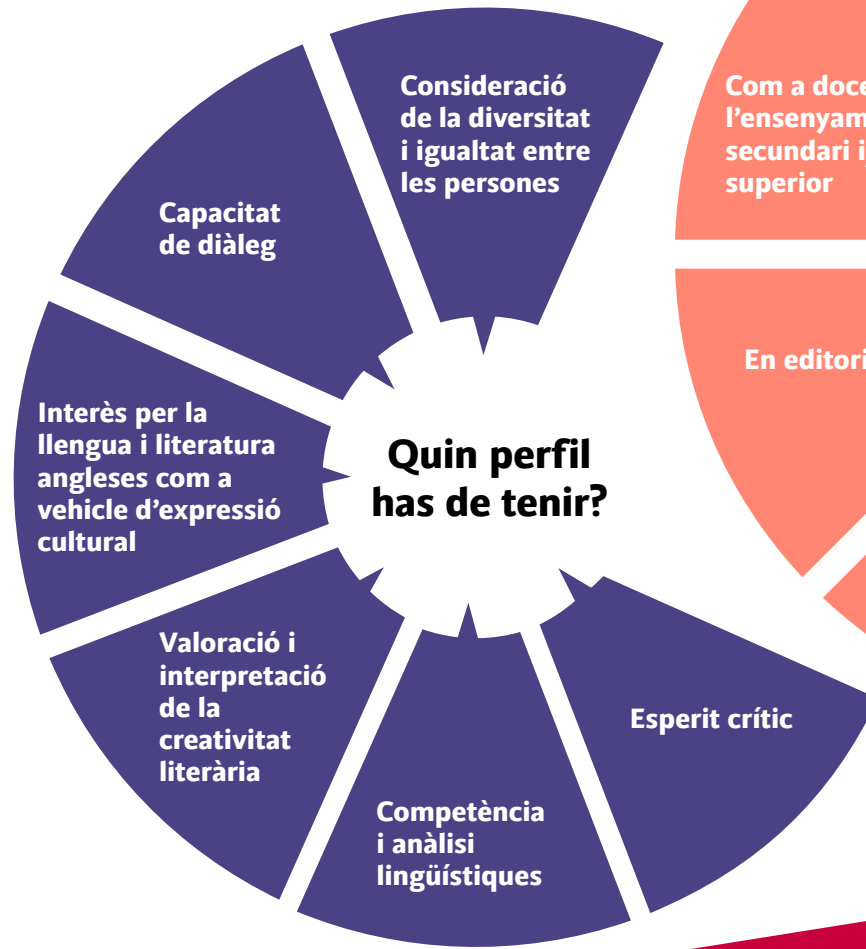 Consideració
de la diversitat
i igualtat entre
les persones
Capacitat
de diàleg
Interès per la
llengua i literatura
angleses com a
vehicle d'expressió
cultural
Quin perfil
has de tenir?
Valoració i
interpretació
de la
creativitat
literària
Competència
i anàlisi
lingüístiques
Esperit crític
Com a
secundari i
superior
En